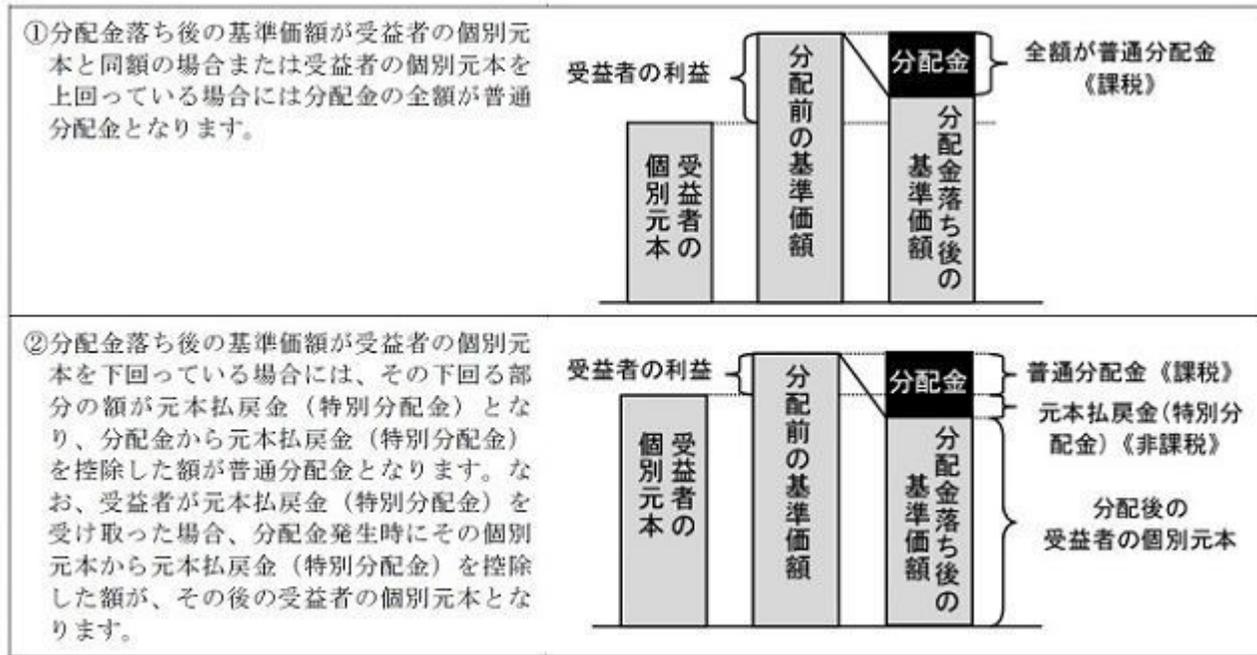 ①分配金落ち後の基準価額が受益者の個別元
本と同額の場合または受益者の個別元本を
上回っている場合には分配金の全額が普通
分配金となります。
受益者の利益
受益者の
個別元本
分配前の基準価額
分配金
分配金落ち後の
基準価額
全額が普通分配金
《課税》
②分配金落ち後の基準価額が受益者の個別元
本を下回っている場合には、その下回る部
分の額が元本払戻金（特別分配金）とな
り、分配金から元本払戻金（特別分配金）
を控除した額が普通分配金となります。な
お、受益者が元本払戻金（特別分配金）を
受け取った場合、分配金発生時にその個別
元本から元本払戻金（特別分配金）を控除
した額が、その後の受益者の個別元本とな
ります。
受益者の利益
受益者の
個別元本
分配前の基準価額
分配金
分配金落ち後の
基準価額
普通分配金《課税》
元本払戻金（特別分
配金）《非課税》
分配後の
受益者の個別元本